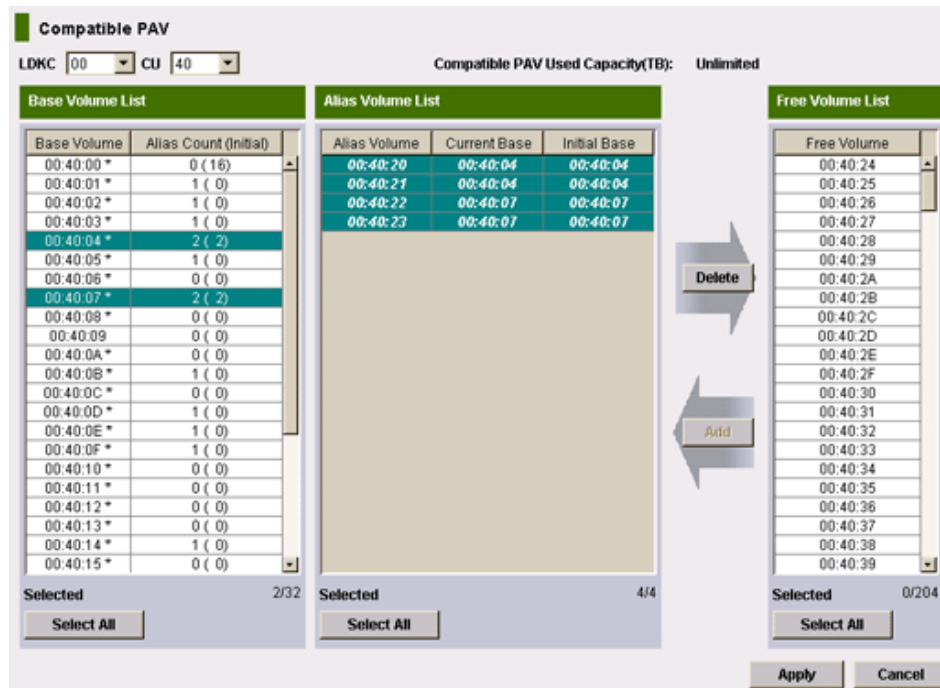 Compatible PAV
LDKC 00 CU 40 Compatible PAV Used Capacity(TB): Unlimited
Base Volume List Alias Volume List Free Volume List
Base Volume Alias Count (Initial) Alias Volume Current Base Initial Base Free Volume
00:40:00 * 0 ( 16) 00:40:20 00:40:04 00:40:04 00:40:24
00:40:01 * 1 ( 0) 00:40:21 00:40:04 00:40:04 00:40:25
00:40:02 * 1 ( 0) 00:40:22 00:40:07 00:40:07 00:40:26
00:40:03 * 1 ( 0) 00:40:23 00:40:07 00:40:07 00:40:27
00:40:04 * 2 ( 2) 00:40:28
00:40:05 * 1 ( 0) 00:40:29
00:40:06 * 0 ( 0) Delete 00:40:2A
00:40:07 * 2 ( 2) 00:40:2B
00:40:08 * 0 ( 0) 00:40:2C
00:40:09 0 ( 0) 00:40:2D
00:40:0A * 0 ( 0) 00:40:2E
00:40:0B * 1 ( 0) 00:40:2F
00:40:0C * 0 ( 0) 00:40:30
00:40:0D * 1 ( 0) 00:40:31
00:40:0E * 1 ( 0) Add 00:40:32
00:40:0F * 1 ( 0) 00:40:33
00:40:10 * 0 ( 0) 00:40:34
00:40:11 * 0 ( 0) 00:40:35
00:40:12 * 0 ( 0) 00:40:36
00:40:13 * 0 ( 0) 00:40:37
00:40:14 * 1 ( 0) 00:40:38
00:40:15 * 0 ( 0) 00:40:39
Selected 2/32 Selected 4/4 Selected 0/204
Select All Select All Select All
Apply Cancel